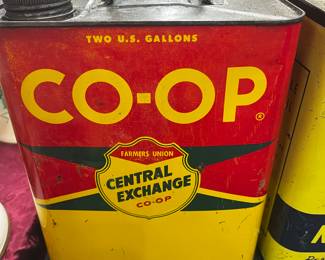 TWO U.S. GALLONS
CO-OP
®
FARMERS UNION
CENTRAL
EXCHANGE
CO-OP